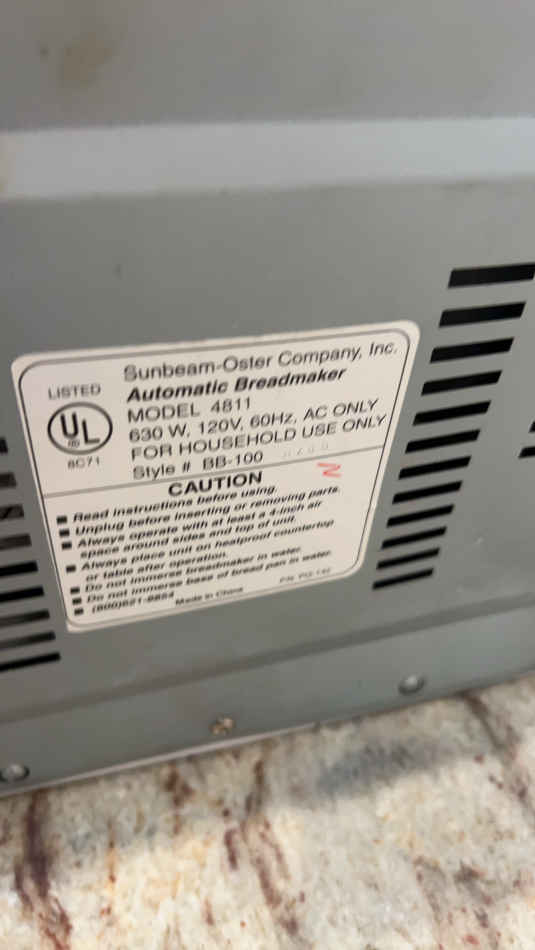 Sunbeam-Oster Company, Inc.
Automatic Breadmaker
MODEL 4811
630 W, 120V, 60Hz, AC ONLY
FOR HOUSEHOLD USE ONLY
Style # BB-100
LISTED
UL
8C71
CAUTION
■ Read instructions before using.
■ Unplug before inserting or removing parts.
■ Always operate with at least a 4-inch air
space around sides and top of unit.
■ Always place unit on heatproof countertop
or table after operation.
■ Do not immerse breadmaker in water.
■ Do not immerse base of bread pan in water.
■ (800)621-8854
Made in China
P/N